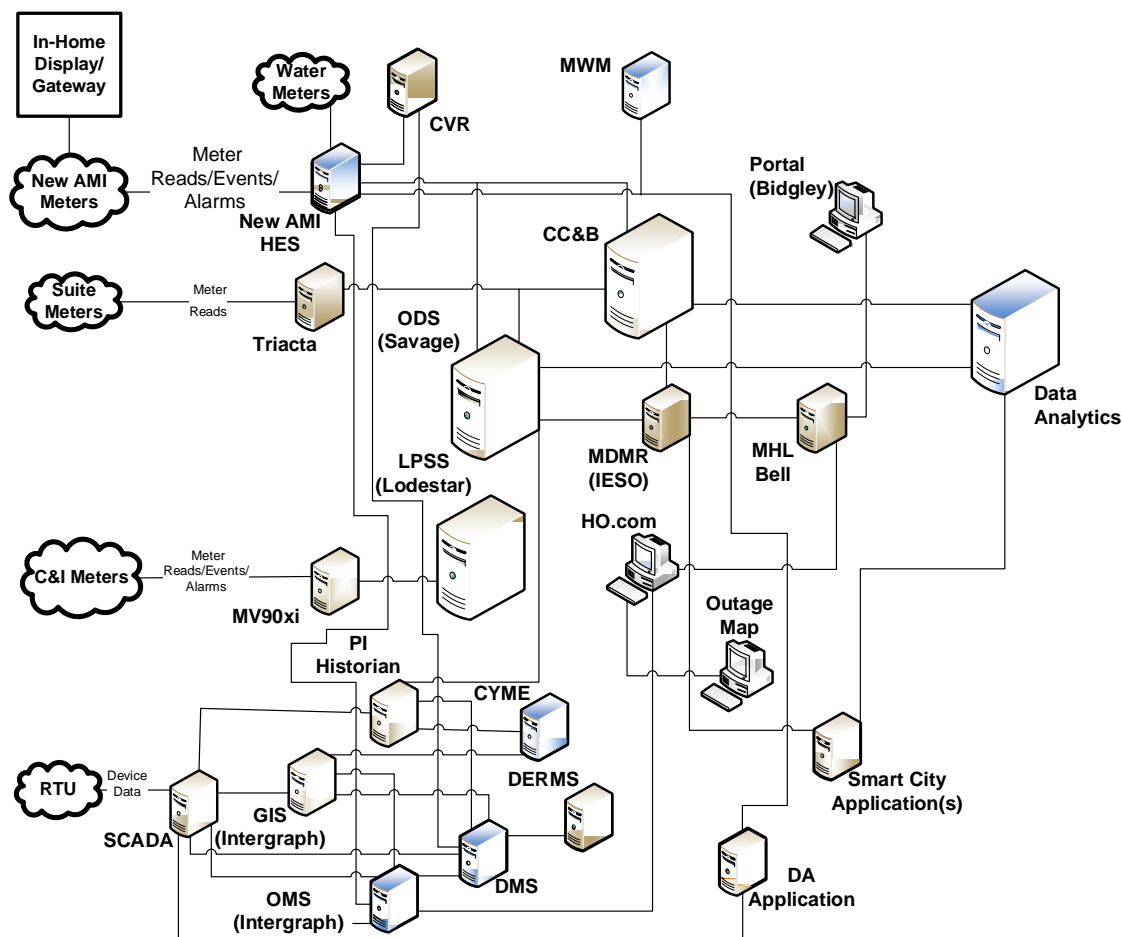 In-Home
Display/
Gateway
Water
Meters
CVR
MWM
New AMI
Meters
Meter
Reads/Events/
Alarms
New AMI
HES
Portal
(Bidgley)
CC&B
Suite
Meters
Meter
Reads
Triacta
ODS
(Savage)
Data
Analytics
LPSS
(Lodestar)
MDMR
(IESO)
MHL
Bell
HO.com
C&I Meters
Meter
Reads/Events/
Alarms
MV90xi
Outage
Map
PI
Historian
CYME
RTU
Device
Data
SCADA
GIS
(Intergraph)
DERMS
Smart City
Application(s)
DMS
OMS
(Intergraph)
DA
Application